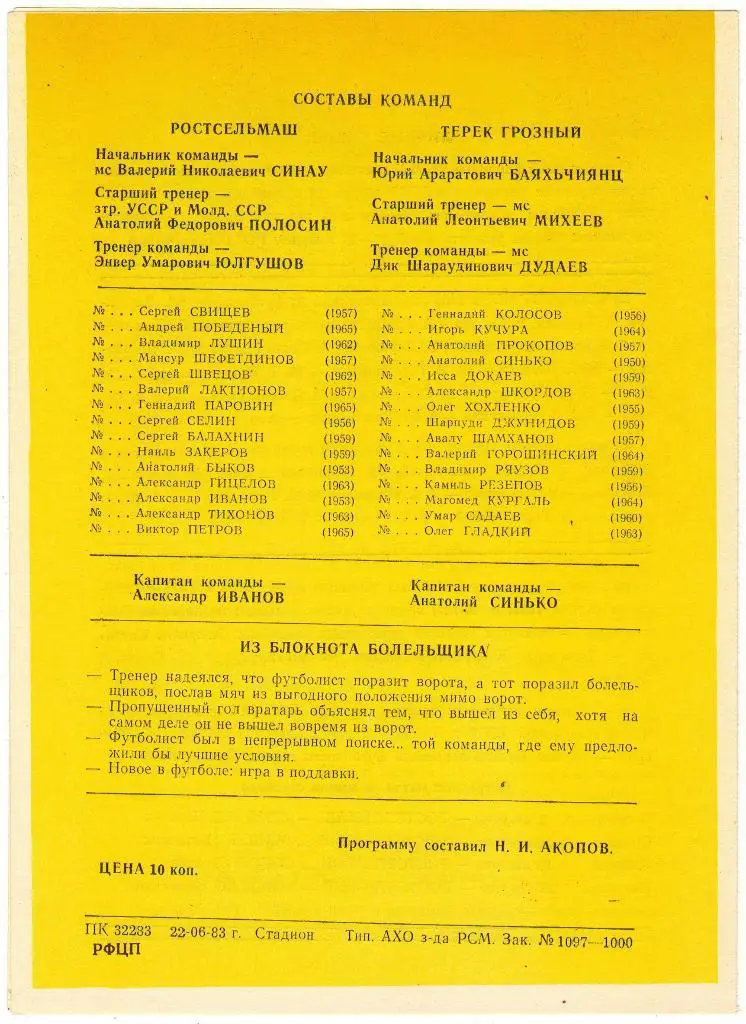 СОСТАВЫ КОМАНД
РОСТСЕЛЬМАШ
Начальник команды —
мс Валерий Николаевич СИНАУ
Старший тренер —
зтр. УССР и Молд. ССР
Анатолий Федорович ПОЛОСИН
Тренер команды —
Энвер Умарович ЮЛГУШОВ
ТЕРЕК ГРОЗНЫЙ
Начальник команды —
Юрий Араратович БАЯХЬЧИЯНЦ
Старший тренер — мс
Анатолий Леонтьевич МИХЕЕВ
Тренер команды — мс
Дик Шараудинович ДУДАЕВ
№ . . . Сергей СВИЩЕВ (1957)
№ . . . Андрей ПОБЕДЕНЫЙ (1965)
№ . . . Владимир ЛУШИН (1962)
№ . . . Мансур ШЕФЕТДИНОВ (1957)
№ . . . Сергей ШВЕЦОВ (1962)
№ . . . Валерий ЛАКТИОНОВ (1957)
№ . . . Геннадий ПАРОВИН (1965)
№ . . . Сергей СЕЛИН (1956)
№ . . . Сергей БАЛАХНИН (1959)
№ . . . Наиль ЗАКЕРОВ (1959)
№ . . . Анатолий БЫКОВ (1953)
№ . . . Александр ГИЦЕЛОВ (1963)
№ . . . Александр ИВАНОВ (1953)
№ . . . Александр ТИХОНОВ (1963)
№ . . . Виктор ПЕТРОВ (1965)
№ . . . Геннадий КОЛОСОВ (1956)
№ . . . Игорь КУЧУРА (1964)
№ . . . Анатолий ПРОКОПОВ (1957)
№ . . . Анатолий СИНЬКО (1950)
№ . . . Исса ДОКАЕВ (1959)
№ . . . Александр ШКОРДОВ (1963)
№ . . . Олег ХОХЛЕНКО (1955)
№ . . . Шарпуди ДЖУНИДОВ (1959)
№ . . . Авалу ШАМХАНОВ (1957)
№ . . . Валерий ГОРОШИНСКИЙ (1964)
№ . . . Владимир РЯУЗОВ (1959)
№ . . . Камиль РЕЗЕПОВ (1956)
№ . . . Магомед КУРГАЛЬ (1964)
№ . . . Умар САДАЕВ (1960)
№ . . . Олег ГЛАДКИЙ (1963)
Капитан команды —
Александр ИВАНОВ
Капитан команды —
Анатолий СИНЬКО
ИЗ БЛОКНОТА БОЛЕЛЬЩИКА
— Тренер надеялся, что футболист поразит ворота, а тот поразил болель-
щиков, послав мяч из выгодного положения мимо ворот.
— Пропущенный гол вратарь объяснял тем, что вышел из себя, хотя на
самом деле он не вышел вовремя из ворот.
— Футболист был в непрерывном поиске... той команды, где ему предло-
жили бы лучшие условия.
— Новое в футболе: игра в поддавки.
Программу составил Н. И. АКОПОВ.
ЦЕНА 10 коп.
ПК 32283 22-06-83 г. Стадион Тип. АХО з-да РСМ. Зак. № 1097—1000
РФЦП